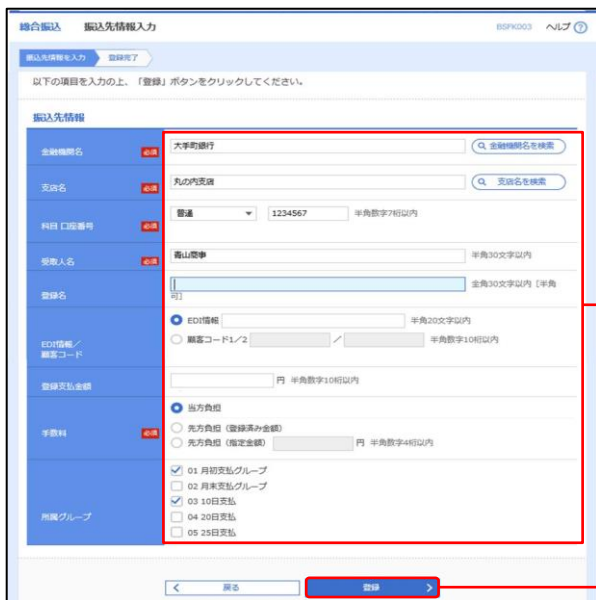 総合振込 振込先情報入力 BSFK003 ヘルプ ?
振込先情報を入力 登録完了
以下の項目を入力の上、「登録」ボタンをクリックしてください。
振込先情報
金融機関名 必須 大手町銀行 金融機関名を検索
支店名 必須 丸の内支店 支店名を検索
科目 口座番号 必須 普通 1234567 半角数字7桁以内
受取人名 必須 青山商事 半角30文字以内
登録名 全角30文字以内 [半角
可]
EDI情報/
顧客コード
EDI情報 半角20文字以内
顧客コード1/2 / 半角数字10桁以内
登録支払金額 円 半角数字10桁以内
手数料 必須
当方負担
先方負担(登録済み金額)
先方負担(指定金額) 円 半角数字4桁以内
所属グループ
01 月初支払グループ
02 月末支払グループ
03 10日支払
04 20日支払
05 25日支払
戻る 登録